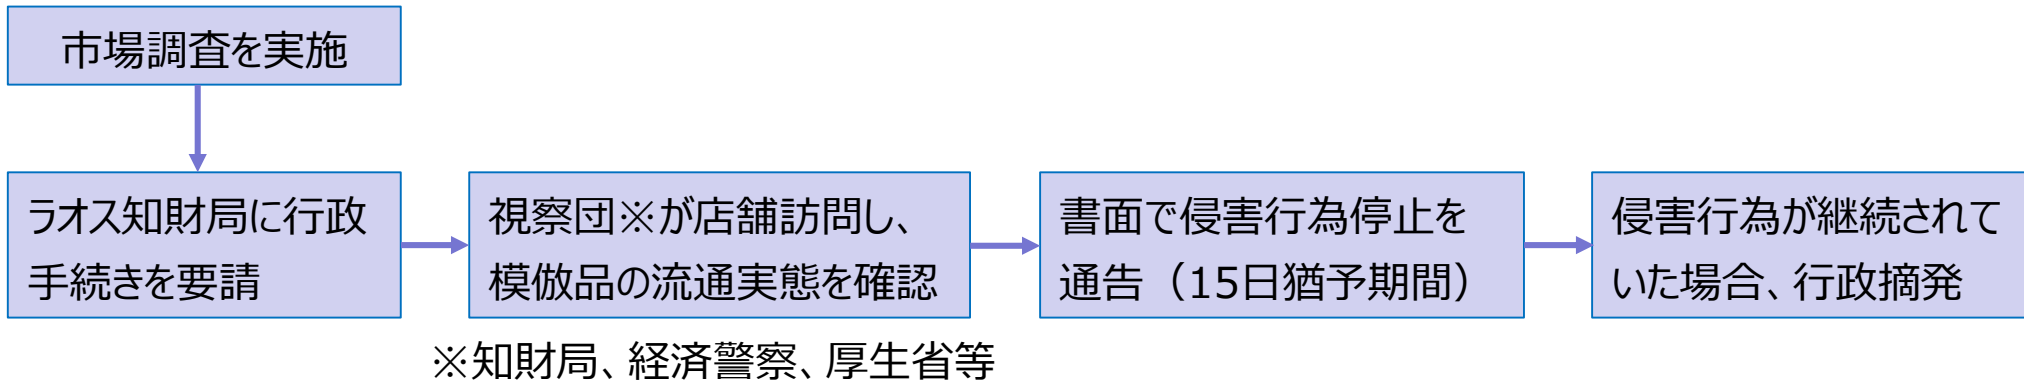 市場調査を実施
ラオス知財局に行政
手続きを要請
視察団※が店舗訪問し、
模倣品の流通実態を確認
書面で侵害行為停止を
通告（15日猶予期間）
侵害行為が継続されて
いた場合、行政摘発
※知財局、経済警察、厚生省等